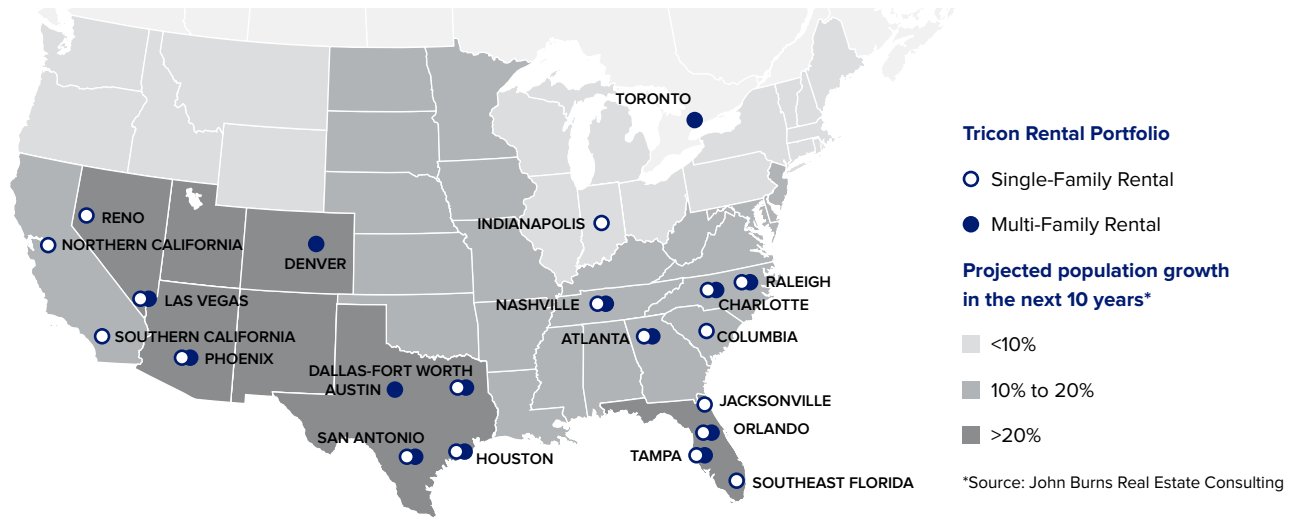 TORONTO
INDIANAPOLIS
RENO
NORTHERN CALIFORNIA
DENVER
LAS VEGAS
SOUTHERN CALIFORNIA
PHOENIX
NASHVILLE
RALEIGH
CHARLOTTE
ATLANTA
COLUMBIA
DALLAS-FORT WORTH
AUSTIN
SAN ANTONIO
HOUSTON
JACKSONVILLE
ORLANDO
TAMPA
SOUTHEAST FLORIDA
Tricon Rental Portfolio
Single-Family Rental
Multi-Family Rental
Projected population growth
in the next 10 years*
<10%
10% to 20%
>20%
*Source: John Burns Real Estate Consulting